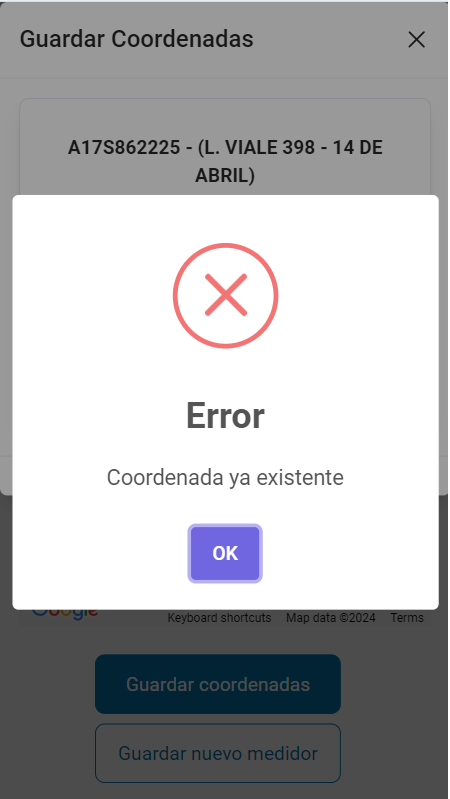 Guardar Coordenadas
A17S862225 - (L. VIALE 398 - 14 DE
ABRIL)
Error
Coordenada ya existente
OK
Google
Keyboard shortcuts Map data ©2024 Terms
Guardar coordenadas
Guardar nuevo medidor